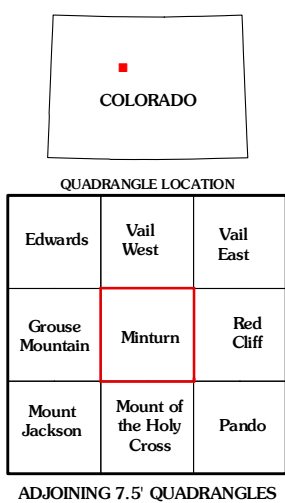 COLORADO
QUADRANGLE LOCATION
Edwards
Vail
West
Vail
East
Grouse
Mountain
Minturn
Red
Cliff
Mount
Jackson
Mount of
the Holy
Cross
Pando
ADJOINING 7.5' QUADRANGLES